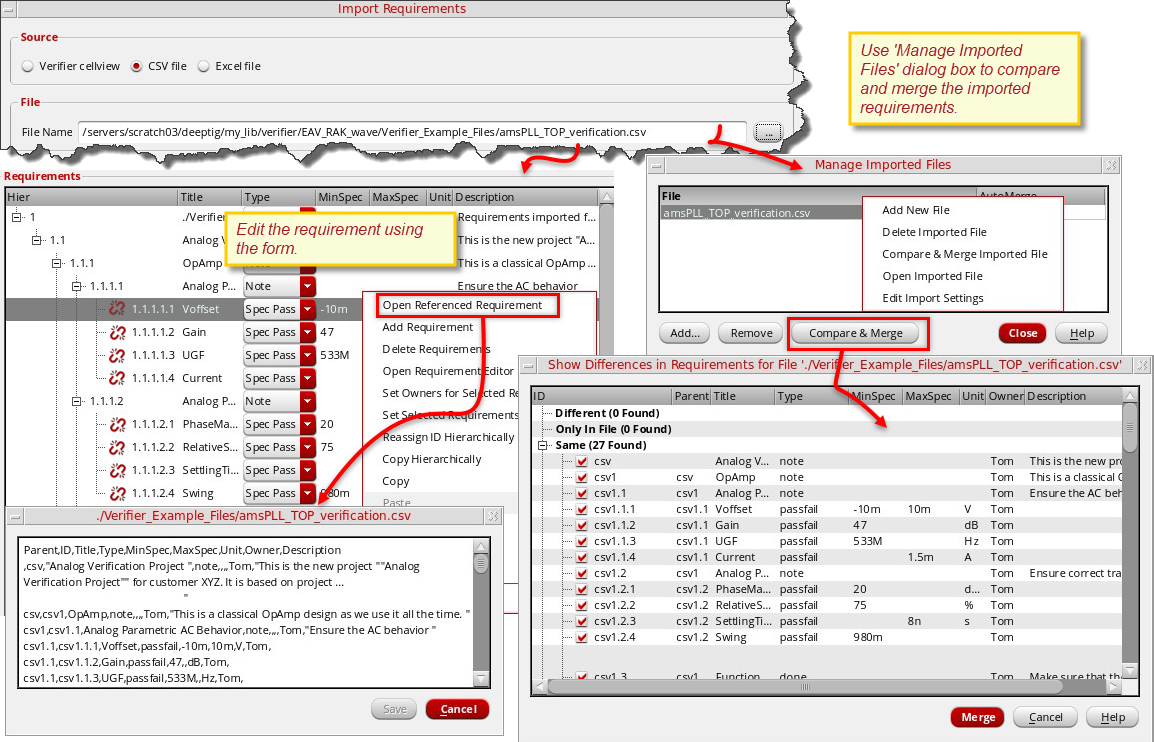 Import Requirements
Source
Verifier cellview CSV file Excel file
File
File Name /servers/scratch03/deeptig/my_lib/verifier/EAV_RAK_wave/Verifier_Example_Files/amsPLL_TOP_verification.csv ...
Use 'Manage Imported
Files' dialog box to compare
and merge the imported
requirements.
Requirements
Hier Title Type MinSpec MaxSpec Unit Description
1 ./Verifier Requirements imported f...
1.1 Analog V This is the new project "A...
1.1.1 OpAmp This is a classical OpAmp ...
1.1.1.1 Analog P... Note Ensure the AC behavior
1.1.1.1.1 Voffset Spec Pass -10m
1.1.1.1.2 Gain Spec Pass 47
1.1.1.1.3 UGF Spec Pass 533M
1.1.1.1.4 Current Spec Pass
1.1.1.2 Analog P... Note
1.1.1.2.1 PhaseMa... Spec Pass 20
1.1.1.2.2 RelativeS... Spec Pass 75
1.1.1.2.3 SettlingTi... Spec Pass
1.1.1.2.4 Swing Spec Pass 980m
Edit the requirement using
the form.
Open Referenced Requirement
Add Requirement
Delete Requirements
Open Requirement Editor
Set Owners for Selected Re
Set Selected Requirements
Reassign ID Hierarchically
Copy Hierarchically
Copy
Paste
Manage Imported Files
File AutoMerge
amsPLL_TOP_verification.csv
Add New File
Delete Imported File
Compare & Merge Imported File
Open Imported File
Edit Import Settings
Add... Remove Compare & Merge Close Help
Show Differences in Requirements for File './Verifier_Example_Files/amsPLL_TOP_verification.csv'
ID Parent Title Type MinSpec MaxSpec Unit Owner Description
Different (0 Found)
Only In File (0 Found)
Same (27 Found)
csv Analog V... note Tom This is the new pro
csv1 csv OpAmp note Tom This is a classical O
csv1.1 csv1 Analog P... note Tom Ensure the AC beh
csv1.1.1 csv1.1 Voffset passfail -10m 10m V Tom
csv1.1.2 csv1.1 Gain passfail 47 dB Tom
csv1.1.3 csv1.1 UGF passfail 533M Hz Tom
csv1.1.4 csv1.1 Current passfail 1.5m A Tom
csv1.2 csv1 Analog P... note Tom Ensure correct tra
csv1.2.1 csv1.2 PhaseMa... passfail 20 d... Tom
csv1.2.2 csv1.2 RelativeS... passfail 75 % Tom
csv1.2.3 csv1.2 SettlingTi... passfail 8n s Tom
csv1.2.4 csv1.2 Swing passfail 980m Tom
csv1.3 csv1 Function done Tom Make sure that th
Merge Cancel Help
./Verifier_Example_Files/amsPLL_TOP_verification.csv
Parent,ID,Title,Type,MinSpec,MaxSpec,Unit,Owner,Description
,csv,"Analog Verification Project ",note,,,,Tom,"This is the new project ""Analog
Verification Project"" for customer XYZ. It is based on project ...
"
csv,csv1,OpAmp,note,,,,Tom,"This is a classical OpAmp design as we use it all the time. "
csv1,csv1.1,Analog Parametric AC Behavior,note,,,,Tom,"Ensure the AC behavior "
csv1.1,csv1.1.1,Voffset,passfail,-10m,10m,V,Tom,
csv1.1,csv1.1.2,Gain,passfail,47,,dB,Tom,
csv1.1,csv1.1.3,UGF,passfail,533M,,Hz,Tom,
Save Cancel